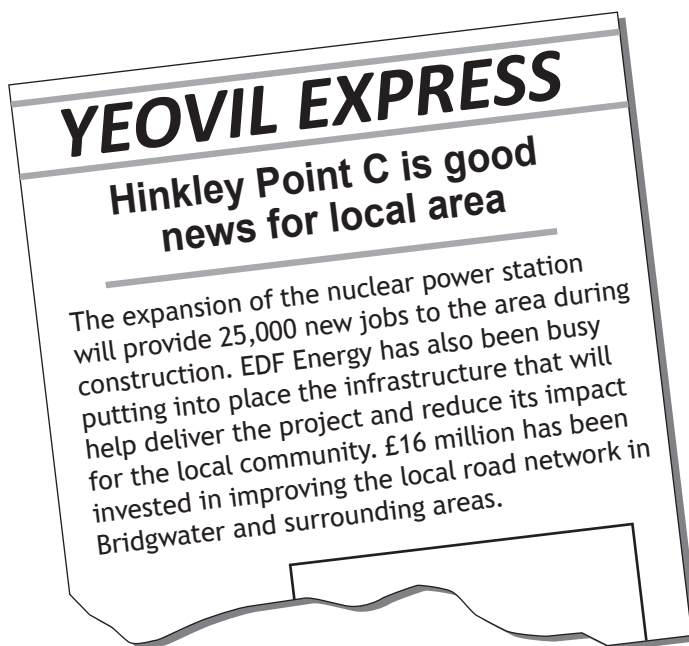 YEOVIL EXPRESS
Hinkley Point C is good
news for local area
The expansion of the nuclear power station
will provide 25,000 new jobs to the area during
construction. EDF Energy has also been busy
putting into place the infrastructure that will
help deliver the project and reduce its impact
for the local community. £16 million has been
invested in improving the local road network in
Bridgwater and surrounding areas.